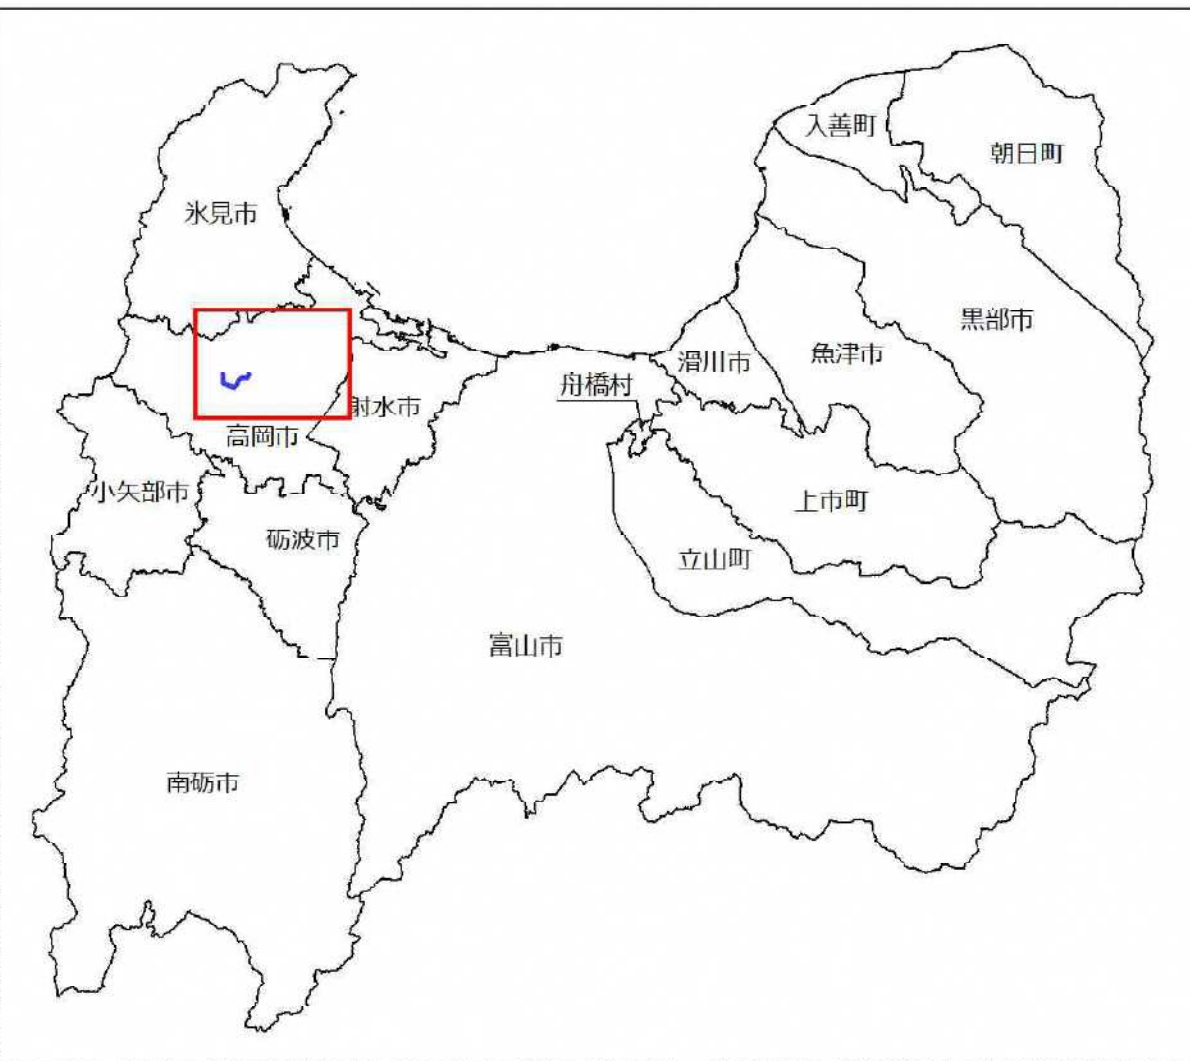 入善町
朝日町
氷見市
黒部市
魚津市
滑川市
舟橋村
射水市
高岡市
小矢部市
上市町
砺波市
立山町
富山市
南砺市